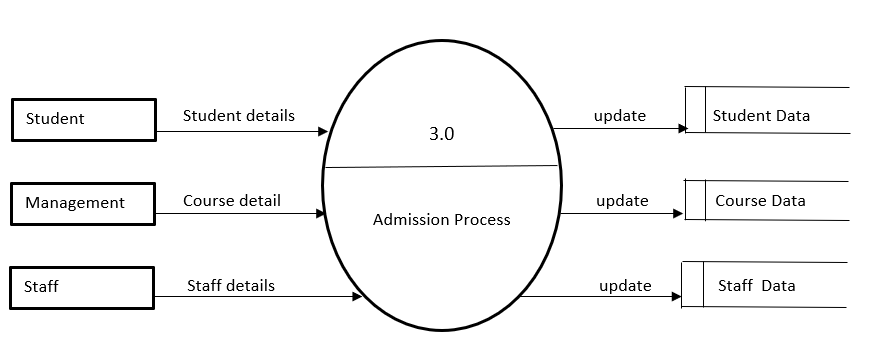 Student
Student details
3.0
update
Student Data
Management
Course detail
Admission Process
update
Course Data
Staff
Staff details
update
Staff  Data